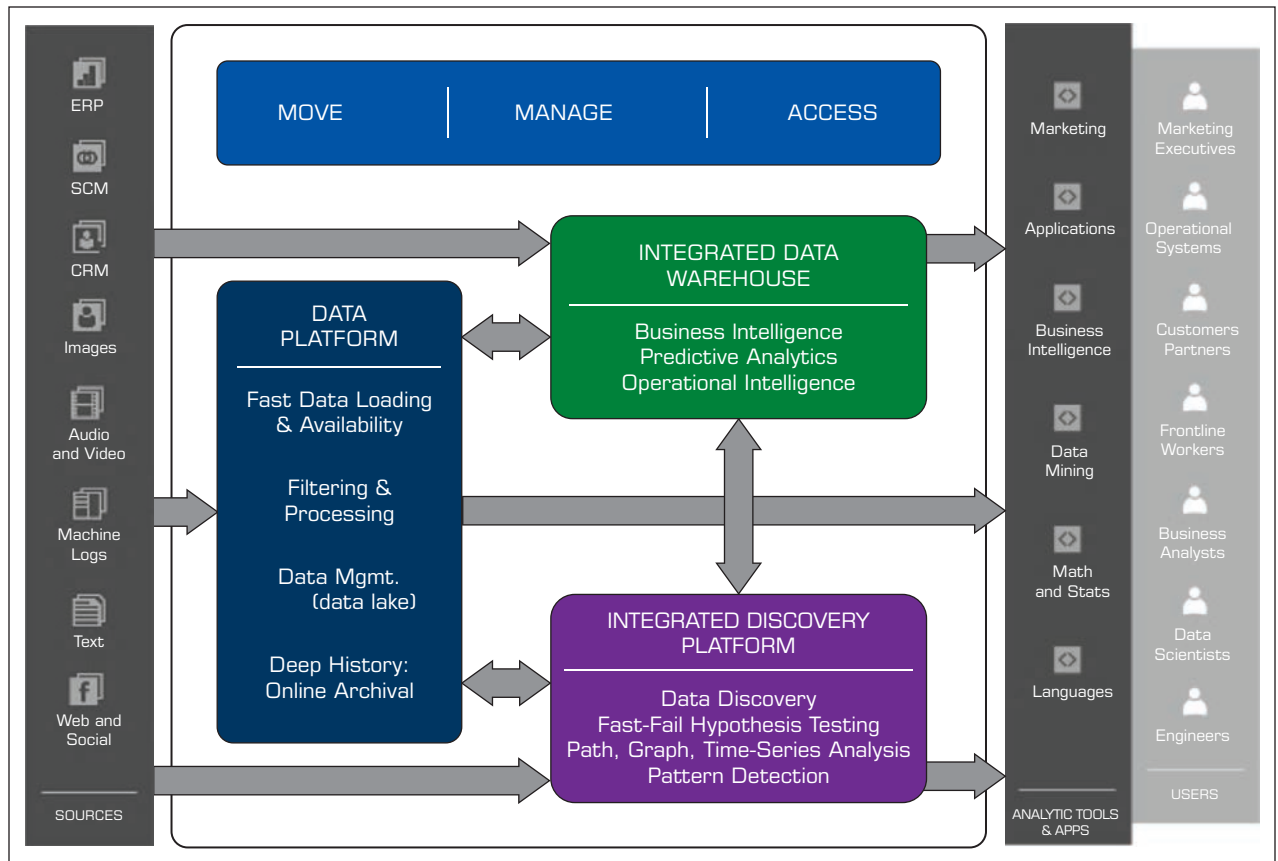 ERP
SCM
CRM
Images
Audio
and Video
Machine
Logs
Text
Web and
Social
SOURCES
MOVE
MANAGE
ACCESS
DATA
PLATFORM
Fast Data Loading
& Availability
Filtering &
Processing
Data Mgmt.
(data lake)
Deep History:
Online Archival
INTEGRATED DATA
WAREHOUSE
Business Intelligence
Predictive Analytics
Operational Intelligence
INTEGRATED DISCOVERY
PLATFORM
Data Discovery
Fast-Fail Hypothesis Testing
Path, Graph, Time-Series Analysis
Pattern Detection
Marketing
Applications
Business
Intelligence
Data
Mining
Math
and Stats
Languages
ANALYTIC TOOLS
& APPS
Marketing
Executives
Operational
Systems
Customers
Partners
Frontline
Workers
Business
Analysts
Data
Scientists
Engineers
USERS